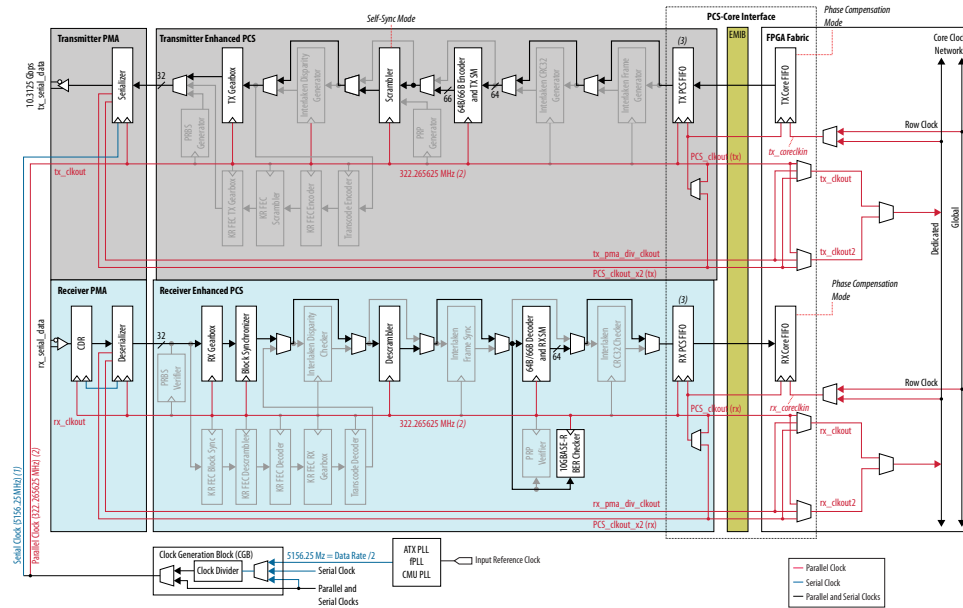 Self-Sync Mode
Phase Compensation
Mode
PCS-Core Interface
Transmitter PMA
Transmitter Enhanced PCS
EMIB
FPGA Fabric
Core Clock
Network
(3)
10.3125 Gbps
tx_serial_data
Serializer
32
TX Gearbox
Interlaken Disparity
Generator
Scrambler
66
64B/66B Encoder
and TX SM
64
Interlaken CRC32
Generator
Interlaken Frame
Generator
TX PCS FIFO
TX Core FIFO
PRBS
Generator
PRP
Generator
Row Clock
tx_coreclkin
tx_clkout
322.265625 MHz (2)
PCS_clkout (tx)
tx_clkout
KR FEC TX Gearbox
KR FEC
Scrambler
KR FEC Encoder
Transcode Encoder
tx_pma_div_clkout
tx_clkout2
PCS_clkout_x2 (tx)
Dedicated
Global
Receiver PMA
Receiver Enhanced PCS
(3)
Phase Compensation
Mode
rx_serial_data
CDR
Deserializer
32
PRBS
Verifier
RX Gearbox
Block Synchronizer
Interlaken Disparity
Checker
Descrambler
Interlaken
Frame Sync
64B/66B Decoder
and RX SM
64
Interlaken
CRC32 Checker
RX PCS FIFO
RX Core FIFO
Row Clock
rx_coreclkin
rx_clkout
322.265625 MHz (2)
PCS_clkout (rx)
rx_clkout
KR FEC Block Sync
KR FEC Descrambler
KR FEC Decoder
KR FEC RX
Gearbox
Transcode Decoder
PRP
Verifier
10GBASE-R
BER Checker
rx_pma_div_clkout
rx_clkout2
PCS_clkout_x2 (rx)
Serial Clock (5156.25 MHz) (1)
Parallel Clock (322.265625 MHz) (2)
Clock Generation Block (CGB)
Clock Divider
5156.25 Mz = Data Rate /2
Serial Clock
Parallel and
Serial Clocks
ATX PLL
fPLL
CMU PLL
Input Reference Clock
Parallel Clock
Serial Clock
Parallel and Serial Clocks